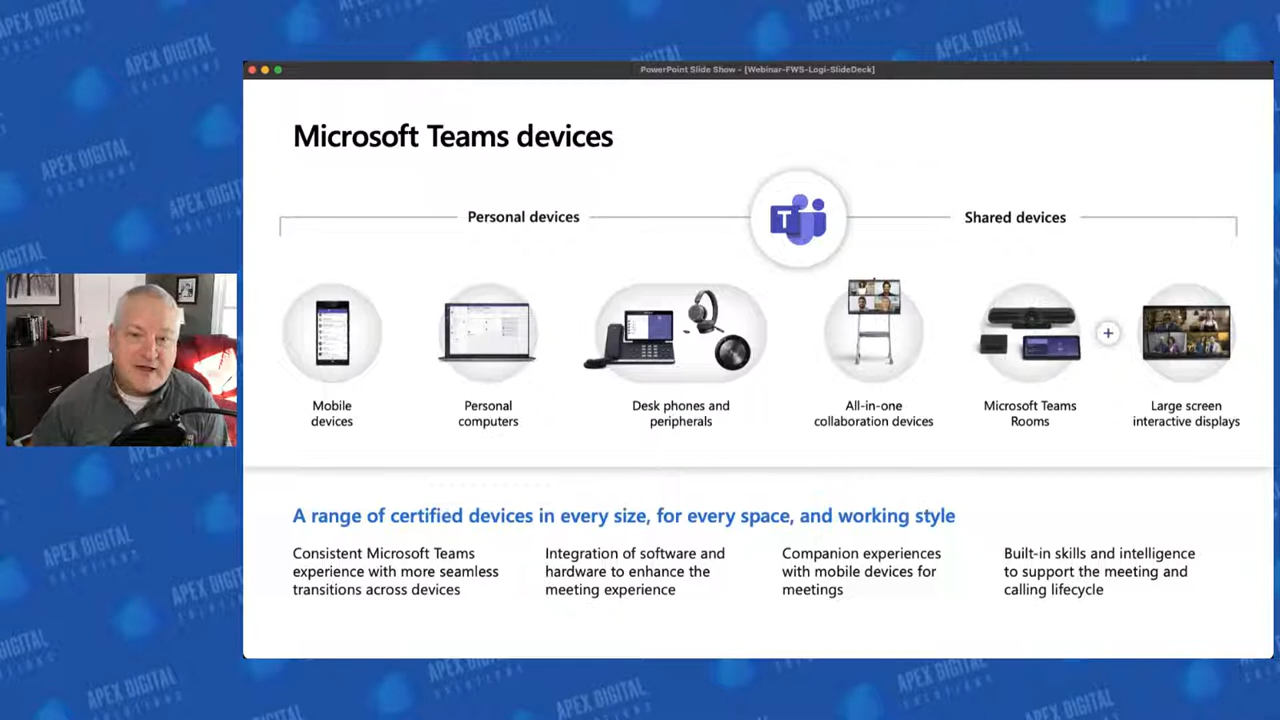 PowerPoint Slide Show - [Webinar-FWS-Logi-SlideDeck]
Microsoft Teams devices
Personal devices
T
Shared devices
Mobile
devices
Personal
computers
Desk phones and
peripherals
All-in-one
collaboration devices
Microsoft Teams
Rooms
+
Large screen
interactive displays
A range of certified devices in every size, for every space, and working style
Consistent Microsoft Teams
experience with more seamless
transitions across devices
Integration of software and
hardware to enhance the
meeting experience
Companion experiences
with mobile devices for
meetings
Built-in skills and intelligence
to support the meeting and
calling lifecycle
APEX DIGITAL
SOLUTIONS